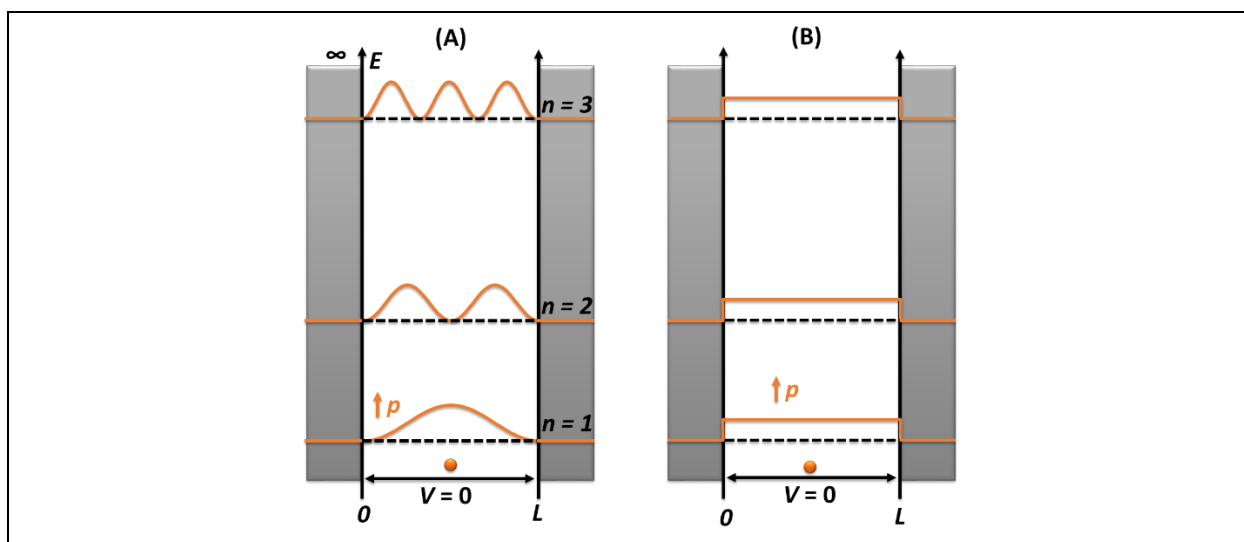 (A)
(B)
∞
E
n = 3
n = 2
p
p
n = 1
V = 0
V = 0
0
L
0
L